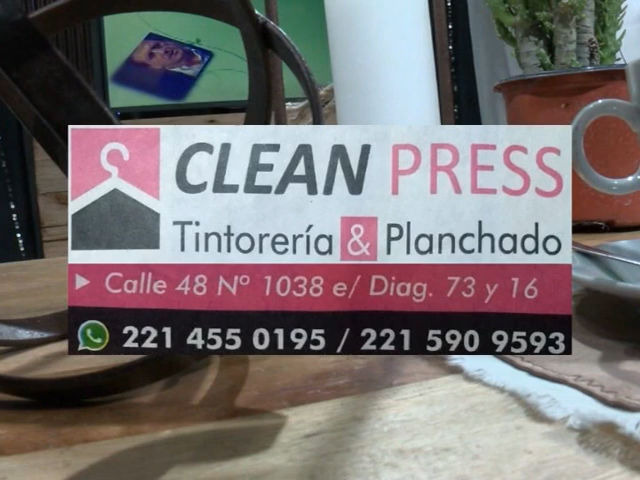 CLEAN PRESS
Tintorería & Planchado
Calle 48 Nº 1038 e/ Diag. 73 y 16
221 455 0195 / 221 590 9593